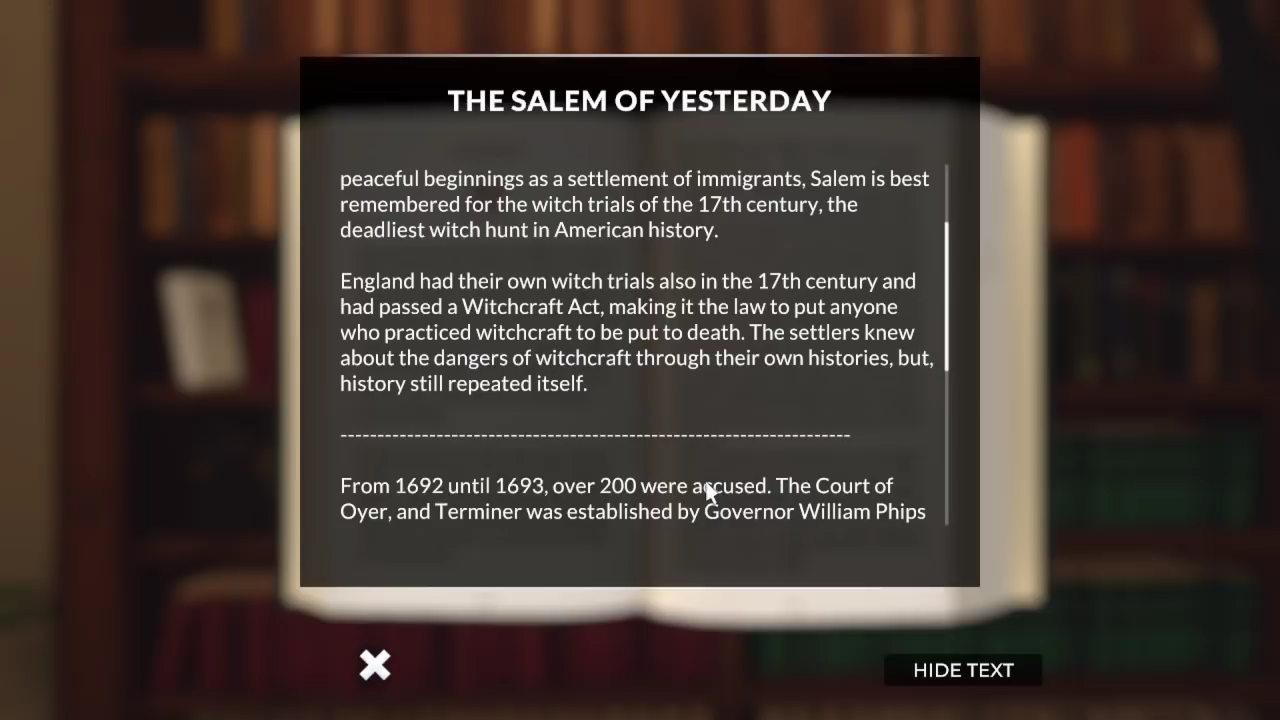 THE SALEM OF YESTERDAY
peaceful beginnings as a settlement of immigrants, Salem is best
remembered for the witch trials of the 17th century, the
deadliest witch hunt in American history.
England had their own witch trials also in the 17th century and
had passed a Witchcraft Act, making it the law to put anyone
who practiced witchcraft to be put to death. The settlers knew
about the dangers of witchcraft through their own histories, but,
history still repeated itself.
---------------------------------------------------------------------
From 1692 until 1693, over 200 were accused. The Court of
Oyer, and Terminer was established by Governor William Phips
HIDE TEXT